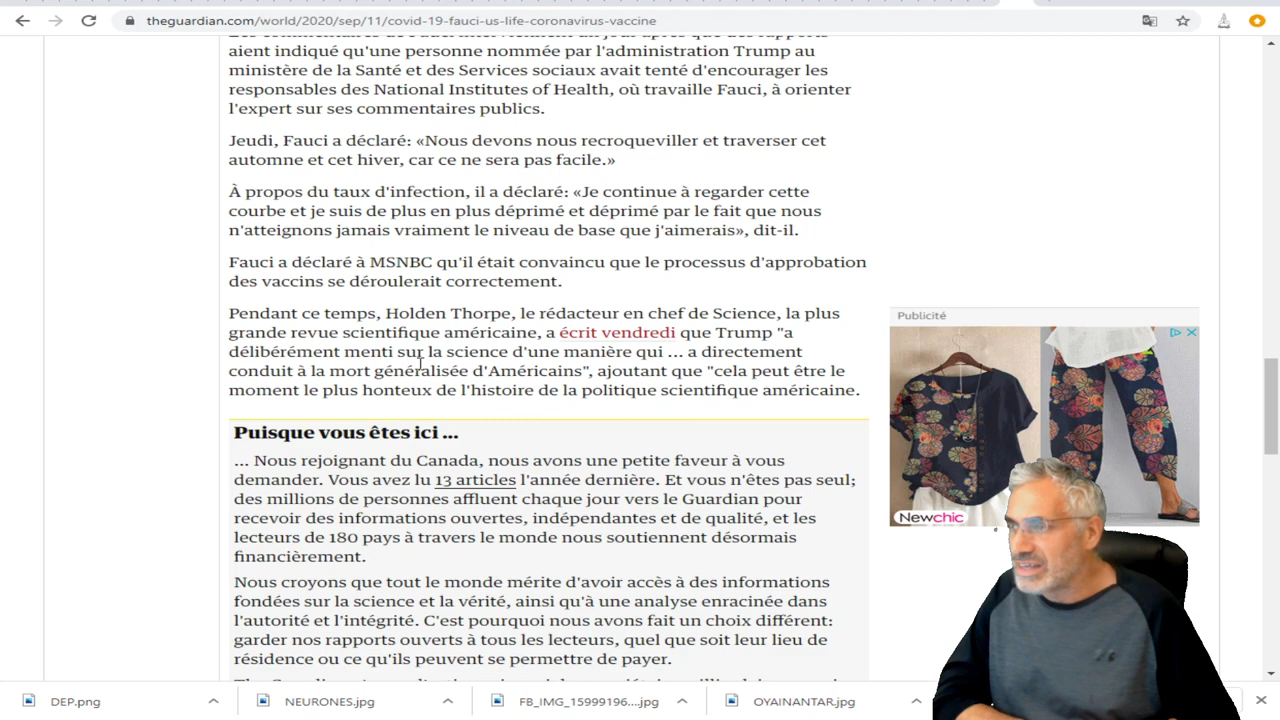 theguardian.com/world/2020/sep/11/covid-19-fauci-us-life-coronavirus-vaccine
aient indiqué qu'une personne nommée par l'administration Trump au
ministère de la Santé et des Services sociaux avait tenté d'encourager les
responsables des National Institutes of Health, où travaille Fauci, à orienter
l'expert sur ses commentaires publics.
Jeudi, Fauci a déclaré: «Nous devons nous recroqueviller et traverser cet
automne et cet hiver, car ce ne sera pas facile.»
À propos du taux d'infection, il a déclaré: «Je continue à regarder cette
courbe et je suis de plus en plus déprimé et déprimé par le fait que nous
n'atteignons jamais vraiment le niveau de base que j'aimerais», dit-il.
Fauci a déclaré à MSNBC qu'il était convaincu que le processus d'approbation
des vaccins se déroulerait correctement.
Pendant ce temps, Holden Thorpe, le rédacteur en chef de Science, la plus
grande revue scientifique américaine, a écrit vendredi que Trump "a
délibérément menti sur la science d'une manière qui ... a directement
conduit à la mort généralisée d'Américains", ajoutant que "cela peut être le
moment le plus honteux de l'histoire de la politique scientifique américaine.
Publicité
Newchic
Puisque vous êtes ici ...
... Nous rejoignant du Canada, nous avons une petite faveur à vous
demander. Vous avez lu 13 articles l'année dernière. Et vous n'êtes pas seul;
des millions de personnes affluent chaque jour vers le Guardian pour
recevoir des informations ouvertes, indépendantes et de qualité, et les
lecteurs de 180 pays à travers le monde nous soutiennent désormais
financièrement.
Nous croyons que tout le monde mérite d'avoir accès à des informations
fondées sur la science et la vérité, ainsi qu'à une analyse enracinée dans
l'autorité et l'intégrité. C'est pourquoi nous avons fait un choix différent:
garder nos rapports ouverts à tous les lecteurs, quel que soit leur lieu de
résidence ou ce qu'ils peuvent se permettre de payer.
DEP.png
NEURONES.jpg
FB_IMG_15999196....jpg
OYAINANTAR.jpg